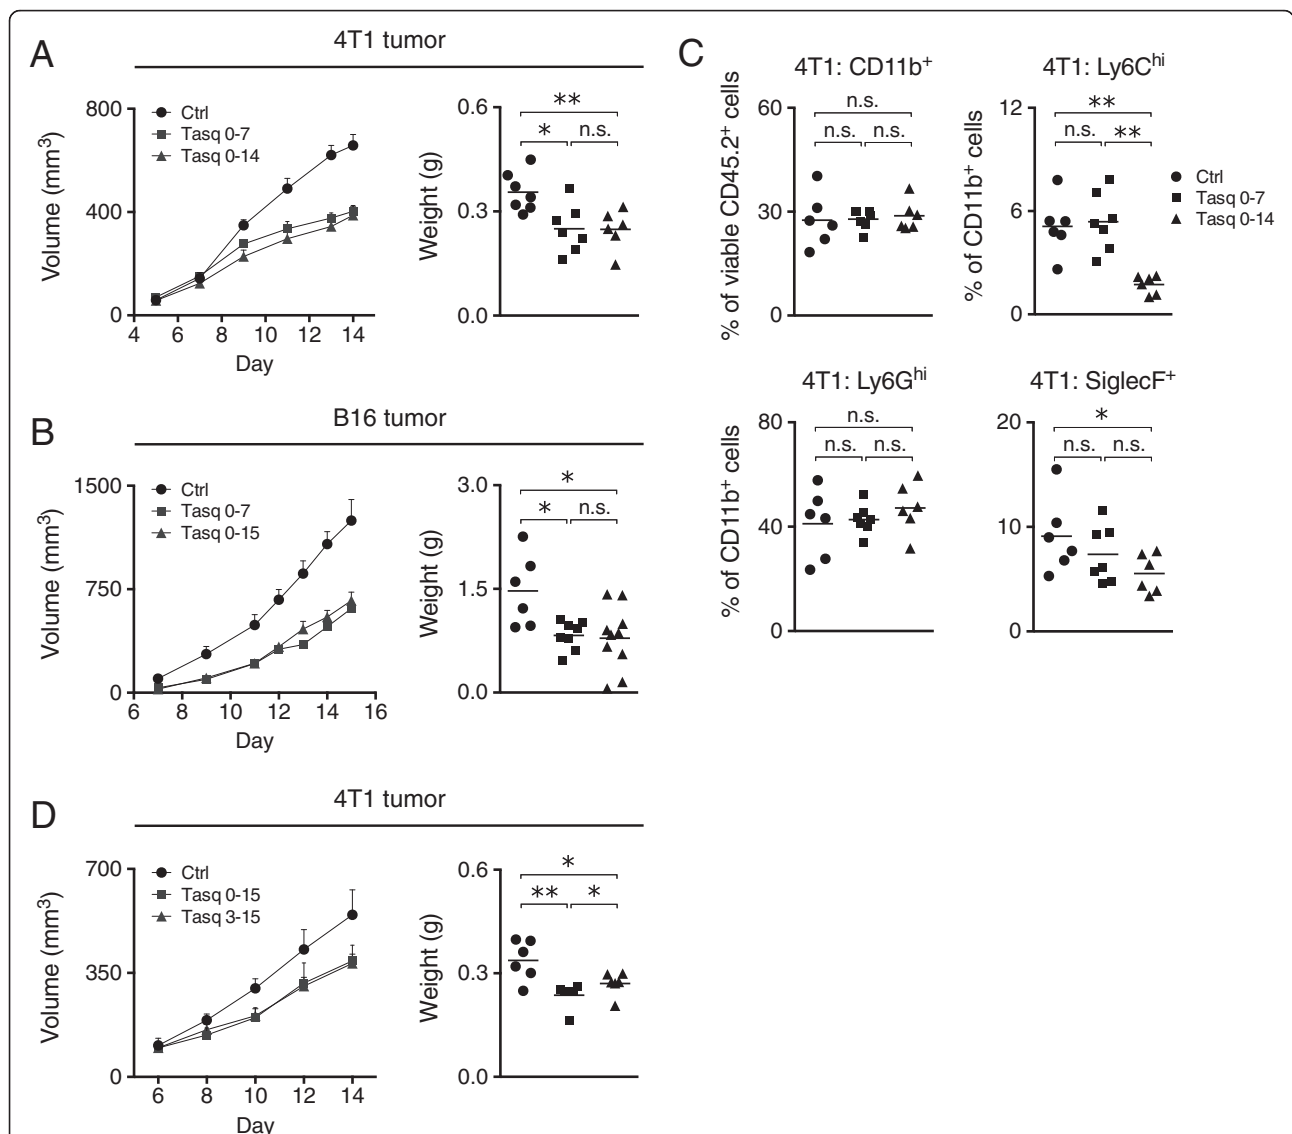 A
4T1 tumor
Volume (mm³)
800
400
0
4 6 8 10 12 14
Day
Ctrl
Tasq 0-7
Tasq 0-14
Weight (g)
0.6
0.3
0.0
**
* n.s.
B
B16 tumor
Volume (mm³)
1500
750
0
6 8 10 12 14 16
Day
Ctrl
Tasq 0-7
Tasq 0-15
Weight (g)
3.0
1.5
0.0
*
* n.s.
C
4T1: CD11b⁺
% of viable CD45.2⁺ cells
60
30
0
n.s.
n.s. n.s.
4T1: Ly6Cʰⁱ
% of CD11b⁺ cells
12
6
0
**
n.s. **
Ctrl
Tasq 0-7
Tasq 0-14
4T1: Ly6Gʰⁱ
% of CD11b⁺ cells
80
40
0
n.s.
n.s. n.s.
4T1: SiglecF⁺
20
10
0
*
n.s. n.s.
D
4T1 tumor
Volume (mm³)
700
350
0
6 8 10 12 14
Day
Ctrl
Tasq 0-15
Tasq 3-15
Weight (g)
0.6
0.3
0.0
*
** *